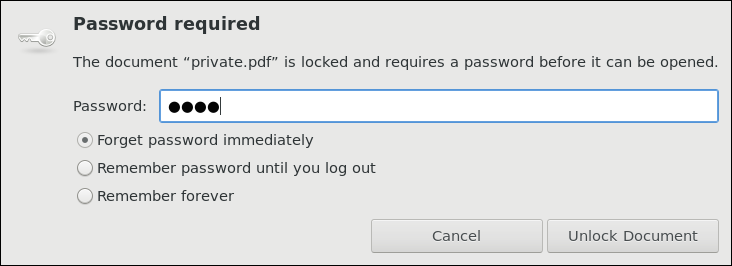 Password required
The document “private.pdf” is locked and requires a password before it can be opened.
Password: ●●●●
Forget password immediately
Remember password until you log out
Remember forever
Cancel Unlock Document